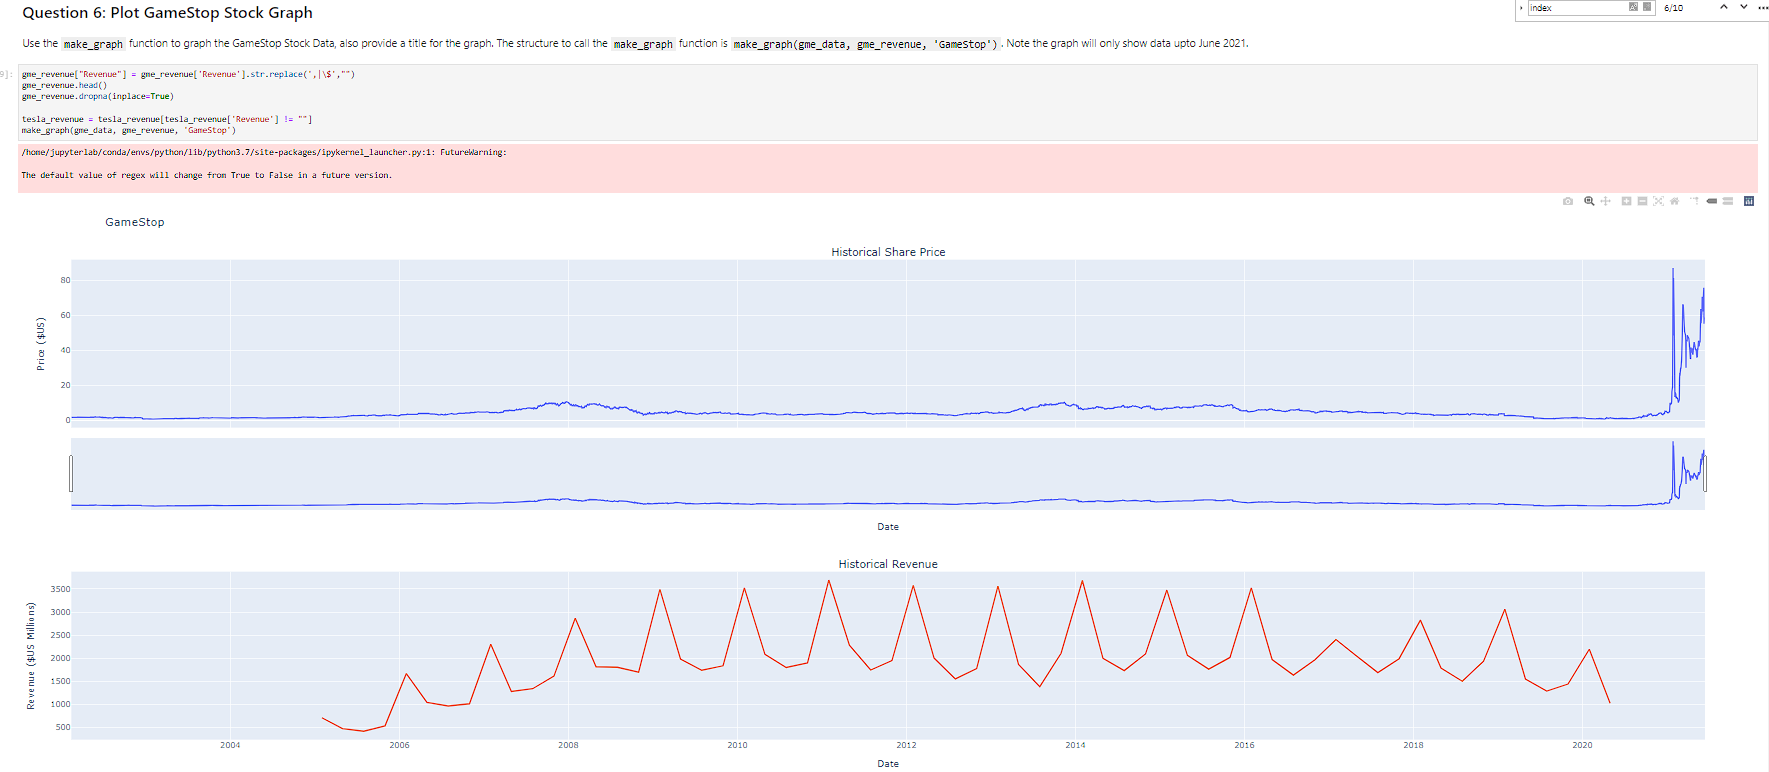 Question 6: Plot GameStop Stock Graph
index
6/10
Use the make_graph function to graph the GameStop Stock Data, also provide a title for the graph. The structure to call the make_graph function is make_graph(gme_data, gme_revenue, 'GameStop'). Note the graph will only show data upto June 2021.
9]:
gme_revenue["Revenue"] = gme_revenue['Revenue'].str.replace(',|\$',"")
gme_revenue.head()
gme_revenue.dropna(inplace=True)
tesla_revenue = tesla_revenue[tesla_revenue['Revenue'] != ""]
make_graph(gme_data, gme_revenue, 'GameStop')
/home/jupyterlab/conda/envs/python/lib/python3.7/site-packages/ipykernel_launcher.py:1: FutureWarning:
The default value of regex will change from True to False in a future version.
GameStop
Historical Share Price
Price ($US)
80
60
40
20
0
Date
Historical Revenue
Revenue ($US Millions)
3500
3000
2500
2000
1500
1000
500
2004 2006 2008 2010 2012 2014 2016 2018 2020
Date